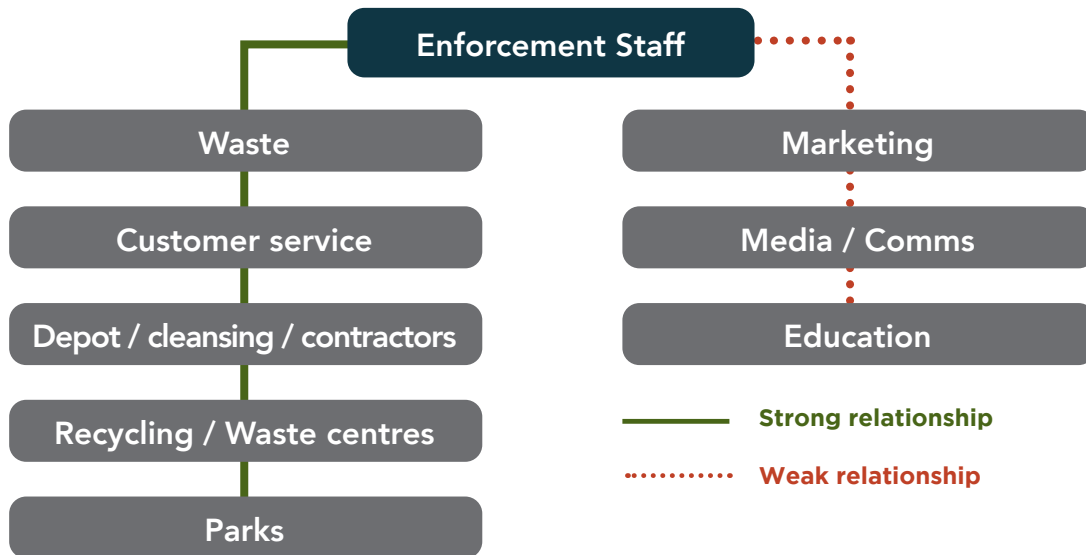 Enforcement Staff
Waste
Customer service
Depot / cleansing / contractors
Recycling / Waste centres
Parks
Marketing
Media / Comms
Education
Strong relationship
Weak relationship